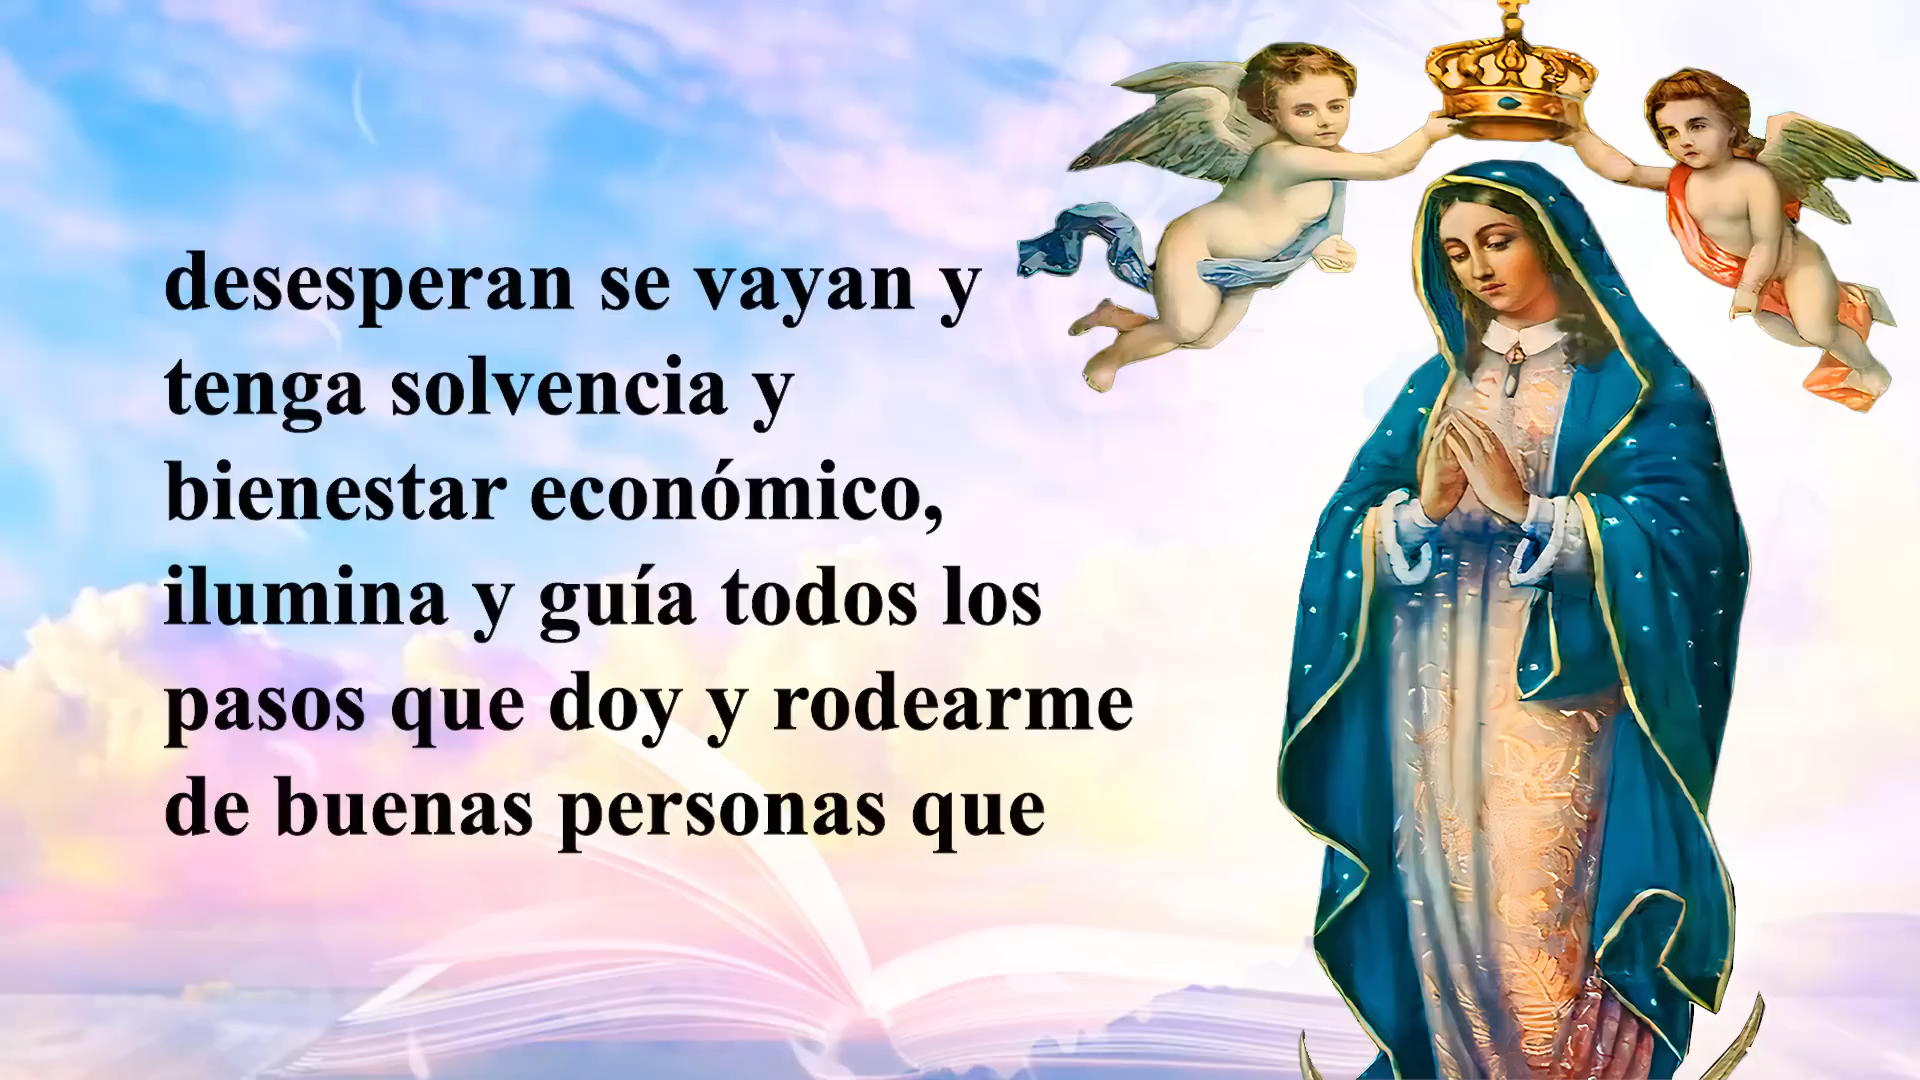 desesperan se vayan y
tenga solvencia y
bienestar económico,
ilumina y guía todos los
pasos que doy y rodearme
de buenas personas que